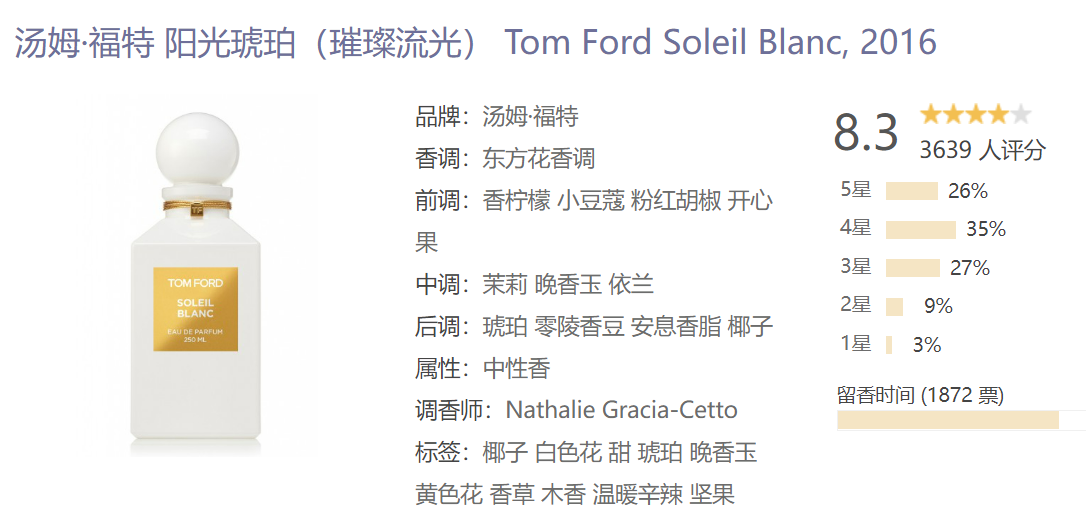 汤姆·福特 阳光琥珀（璀璨流光） Tom Ford Soleil Blanc, 2016
TOM FORD
SOLEIL
BLANC
EAU DE PARFUM
250 ML
品牌：汤姆·福特
香调：东方花香调
前调：香柠檬 小豆蔻 粉红胡椒 开心
果
中调：茉莉 晚香玉 依兰
后调：琥珀 零陵香豆 安息香脂 椰子
属性：中性香
调香师：Nathalie Gracia-Cetto
标签：椰子 白色花 甜 琥珀 晚香玉
黄色花 香草 木香 温暖辛辣 坚果
8.3
3639 人评分
5星 26%
4星 35%
3星 27%
2星 9%
1星 3%
留香时间 (1872 票)